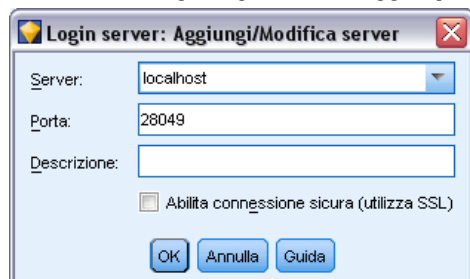 Login server: Aggiungi/Modifica server
Server: localhost
Porta: 28049
Descrizione:
Abilita connessione sicura (utilizza SSL)
OK Annulla Guida